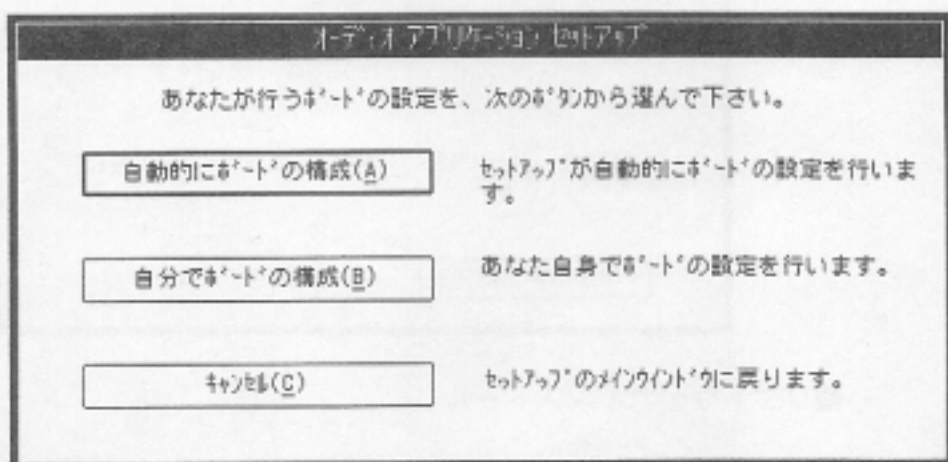 オーディオ アプリケーション セットアップ
あなたが行うﾎﾞｰﾄﾞの設定を、次のﾎﾞﾀﾝから選んで下さい。
自動的にﾎﾞｰﾄﾞの構成(A)
ｾｯﾄｱｯﾌﾟが自動的にﾎﾞｰﾄﾞの設定を行いま
す。
自分でﾎﾞｰﾄﾞの構成(B)
あなた自身でﾎﾞｰﾄﾞの設定を行います。
ｷｬﾝｾﾙ(C)
ｾｯﾄｱｯﾌﾟのﾒｲﾝｳｲﾝﾄﾞｳに戻ります。